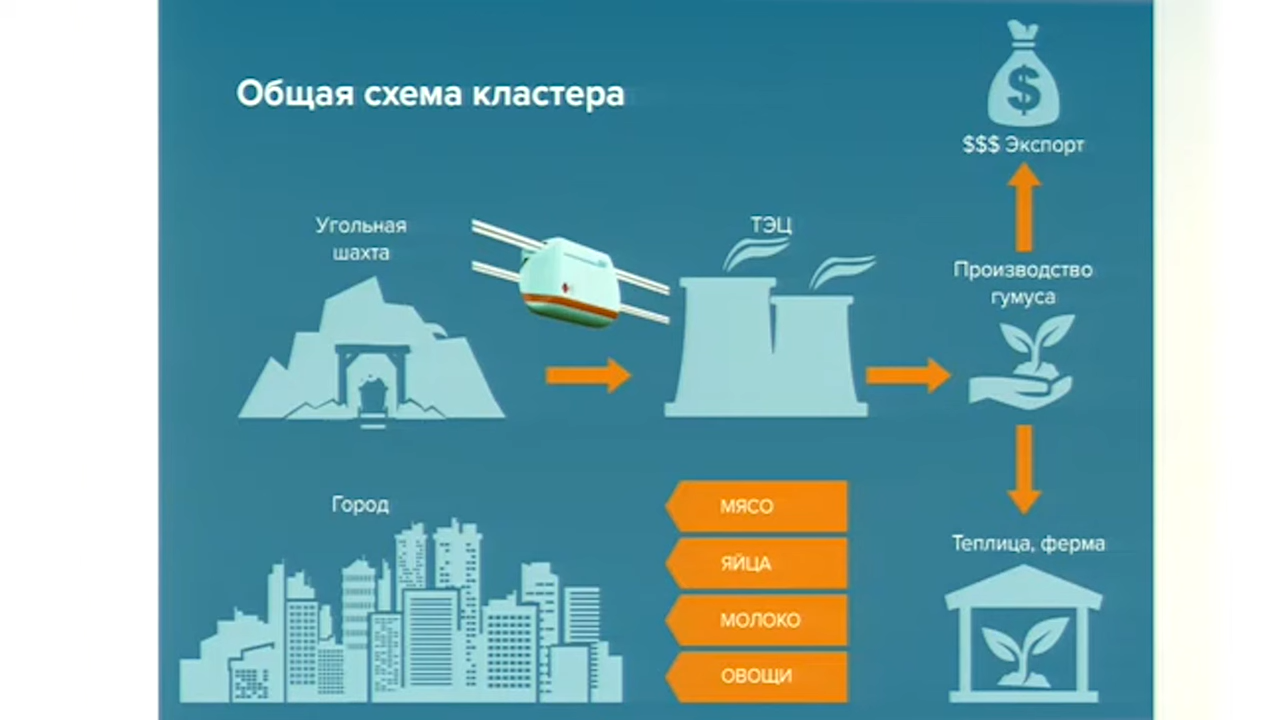 Общая схема кластера
$$$ Экспорт
Угольная
шахта
ТЭЦ
Производство
гумуса
Город
МЯСО
ЯЙЦА
МОЛОКО
ОВОЩИ
Теплица, ферма